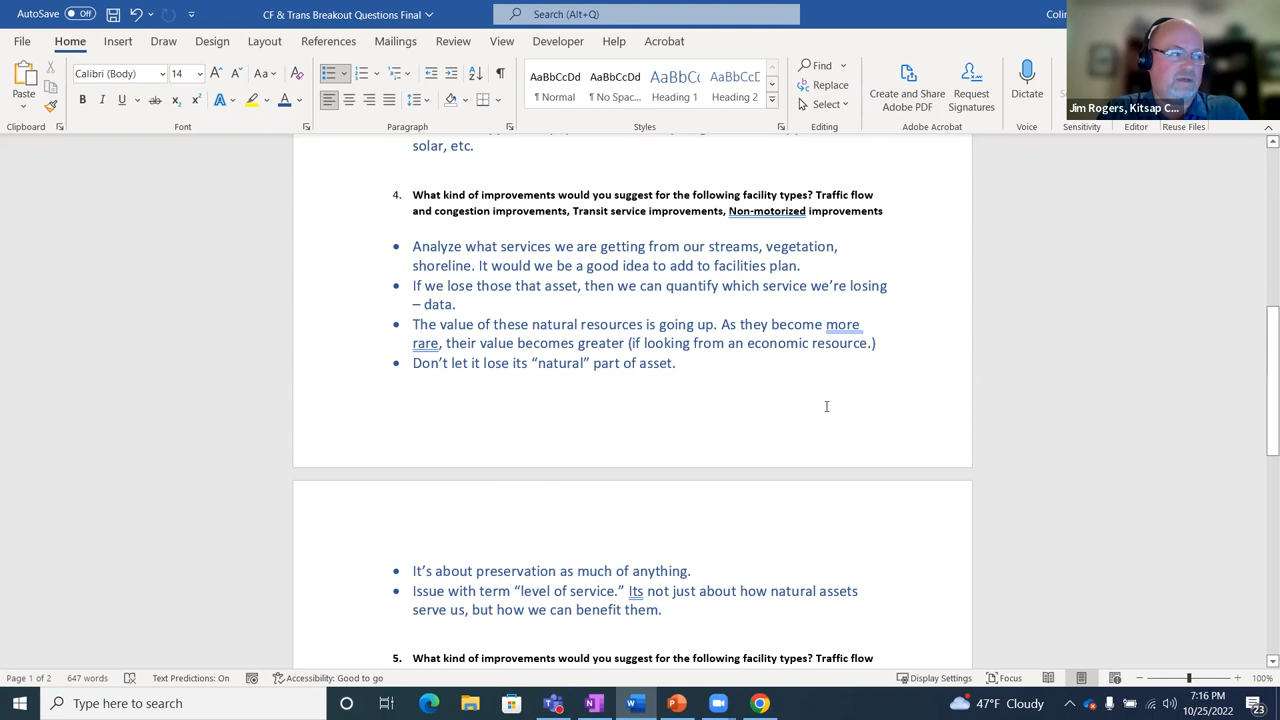 AutoSave Off CF & Trans Breakout Questions Final Search (Alt+Q) Colin
File Home Insert Draw Design Layout References Mailings Review View Developer Help Acrobat
Calibri (Body) 14 Aa AaBbCcDd AaBbCcDd AaBbCc AaBbCcD Find Replace Select
Paste ¶ Normal ¶ No Spac... Heading 1 Heading 2 Create and Share Adobe PDF Request Signatures Dictate
Jim Rogers, Kitsap C...
Clipboard Font Paragraph Styles Editing Adobe Acrobat Voice Sensitivity Editor Reuse Files
solar, etc.
4. What kind of improvements would you suggest for the following facility types? Traffic flow
and congestion improvements, Transit service improvements, Non-motorized improvements
• Analyze what services we are getting from our streams, vegetation,
shoreline. It would we be a good idea to add to facilities plan.
• If we lose those that asset, then we can quantify which service we’re losing
– data.
• The value of these natural resources is going up. As they become more
rare, their value becomes greater (if looking from an economic resource.)
• Don’t let it lose its “natural” part of asset.
• It’s about preservation as much of anything.
• Issue with term “level of service.” Its not just about how natural assets
serve us, but how we can benefit them.
5. What kind of improvements would you suggest for the following facility types? Traffic flow
Page 1 of 2 647 words Text Predictions: On Accessibility: Good to go Display Settings Focus 100%
Type here to search 47°F Cloudy 7:16 PM
10/25/2022 23